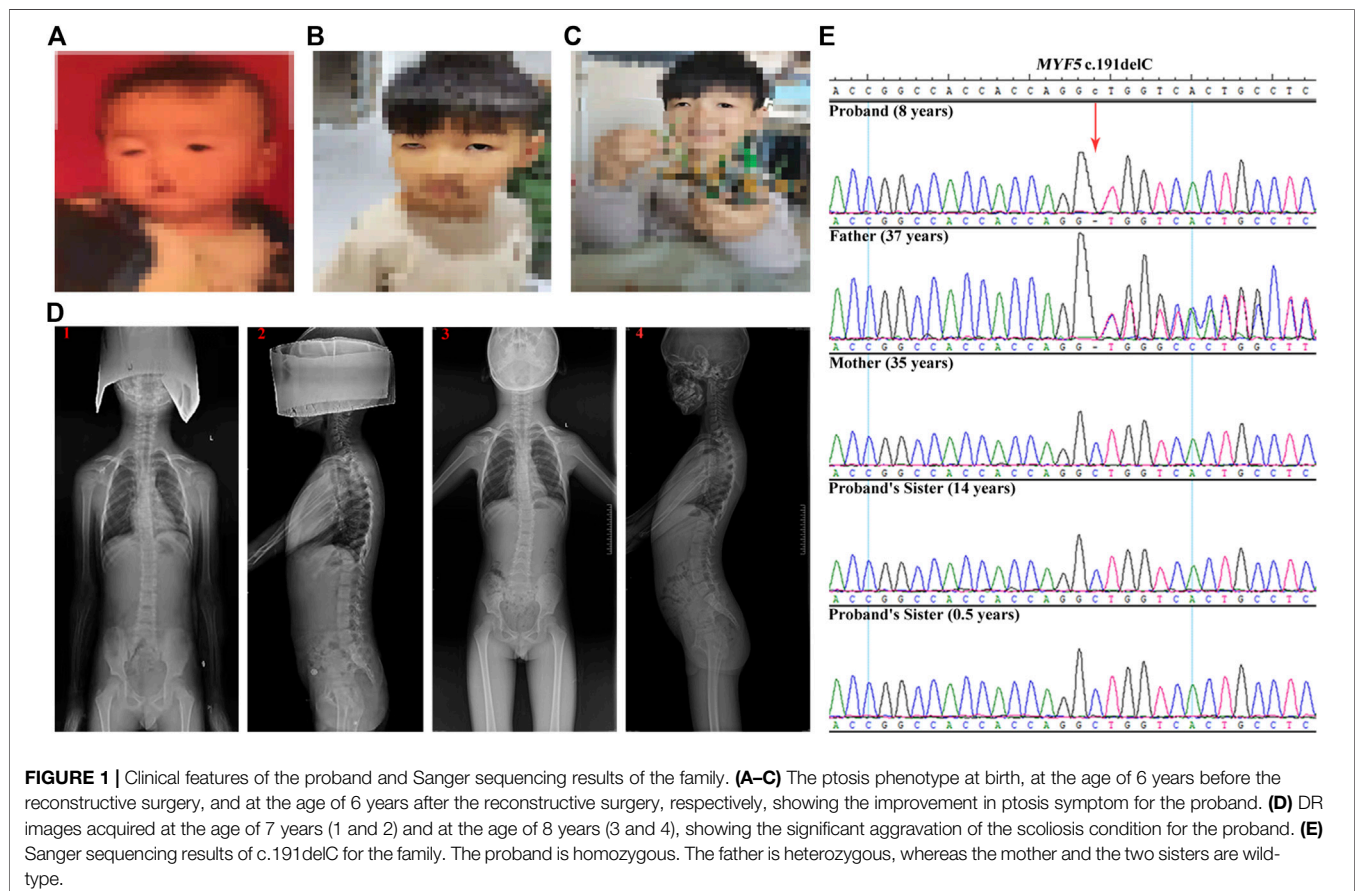 A
B
C
E
MYF5 c.191delC
A C C G G C C A C C A C C A G G c T G G T C A C T G C C T C
Proband (8 years)
A C C G G C C A C C A C C A G G - T G G T C A C T G C C T C
Father (37 years)
A C C G G C C A C C A C C A G G - T G G G C C C T G G C T T
Mother (35 years)
A C C G G C C A C C A C C A G G C T G G T C A C T G C C T C
Proband's Sister (14 years)
A C C G G C C A C C A C C A G G C T G G T C A C T G C C T C
Proband's Sister (0.5 years)
A C C G G C C A C C A C C A G G C T G G T C A C T G C C T C
D
1
2
3
4
L
L
FIGURE 1 | Clinical features of the proband and Sanger sequencing results of the family. (A–C) The ptosis phenotype at birth, at the age of 6 years before the
reconstructive surgery, and at the age of 6 years after the reconstructive surgery, respectively, showing the improvement in ptosis symptom for the proband. (D) DR
images acquired at the age of 7 years (1 and 2) and at the age of 8 years (3 and 4), showing the significant aggravation of the scoliosis condition for the proband. (E)
Sanger sequencing results of c.191delC for the family. The proband is homozygous. The father is heterozygous, whereas the mother and the two sisters are wild-
type.